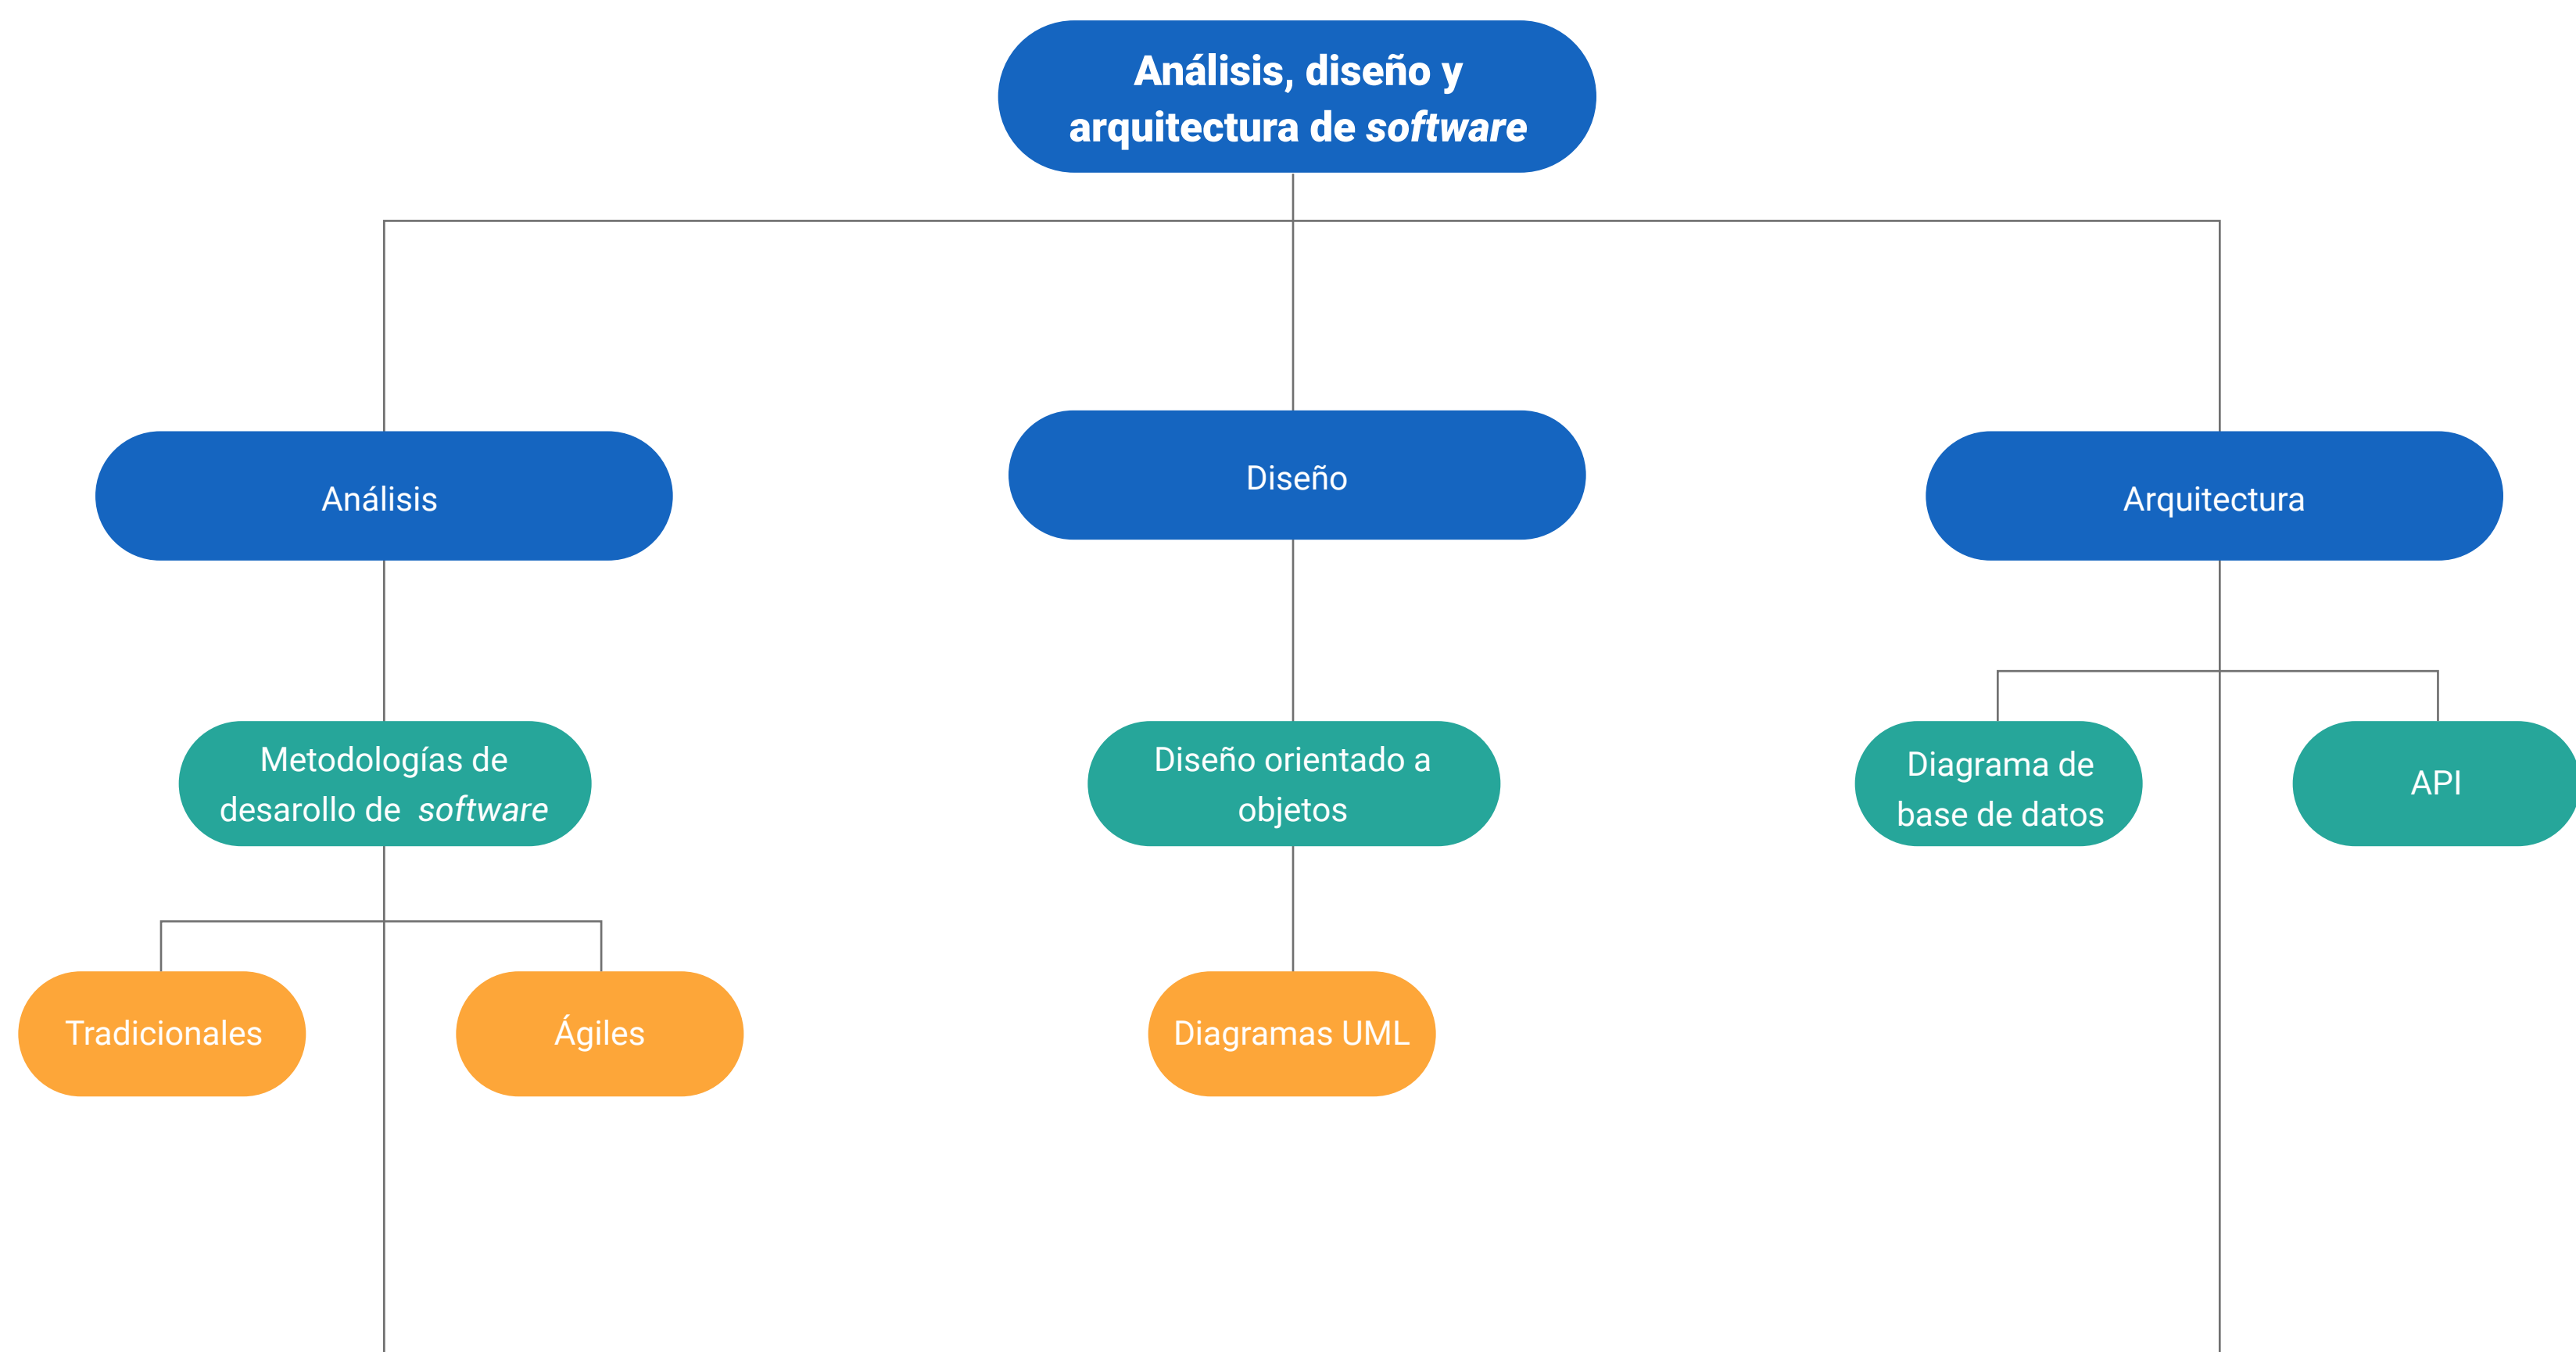 Análisis, diseño y
arquitectura de software
Análisis
Diseño
Arquitectura
Metodologías de
desarollo de software
Diseño orientado a
objetos
Diagrama de
base de datos
API
Tradicionales
Ágiles
Diagramas UML